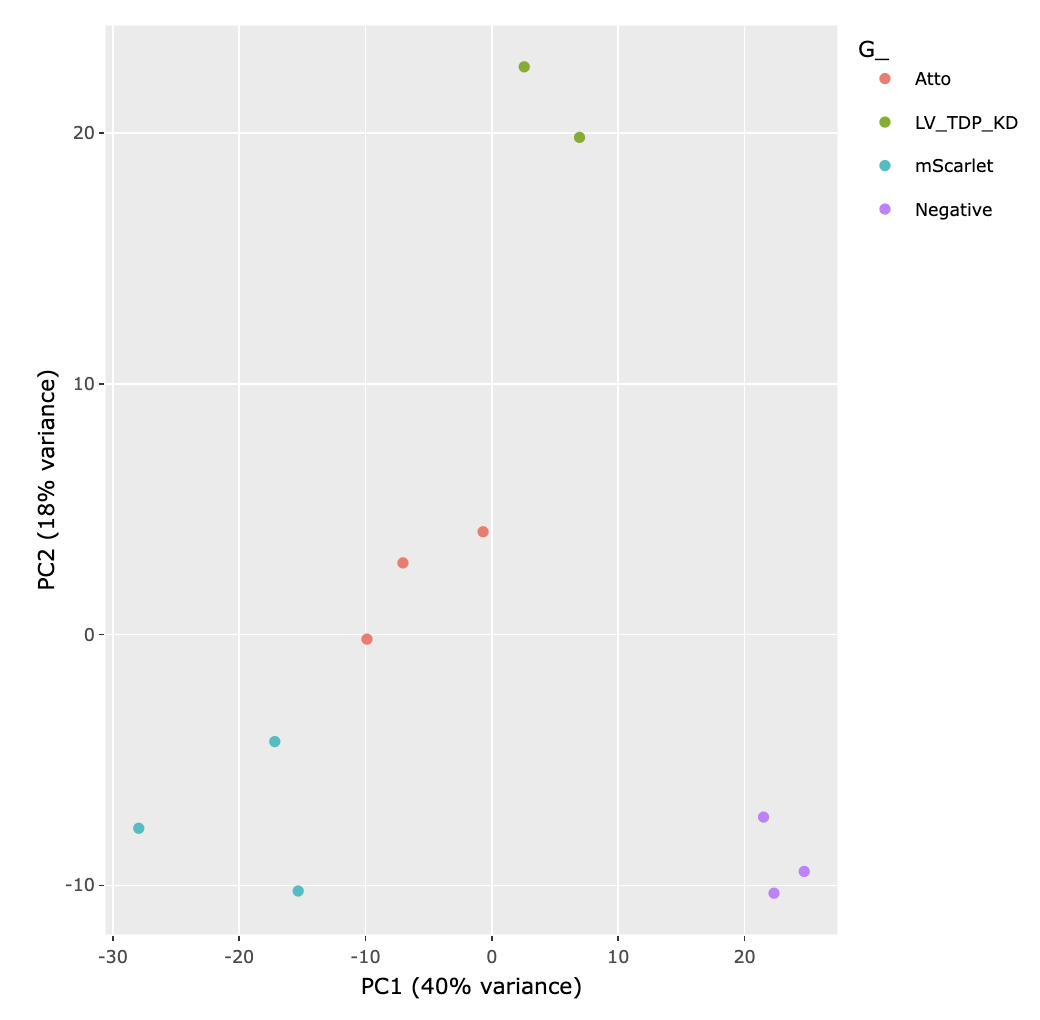 G_
Atto
LV_TDP_KD
mScarlet
Negative
PC2 (18% variance)
20
10
0
-10
-30
-20
-10
0
10
20
PC1 (40% variance)